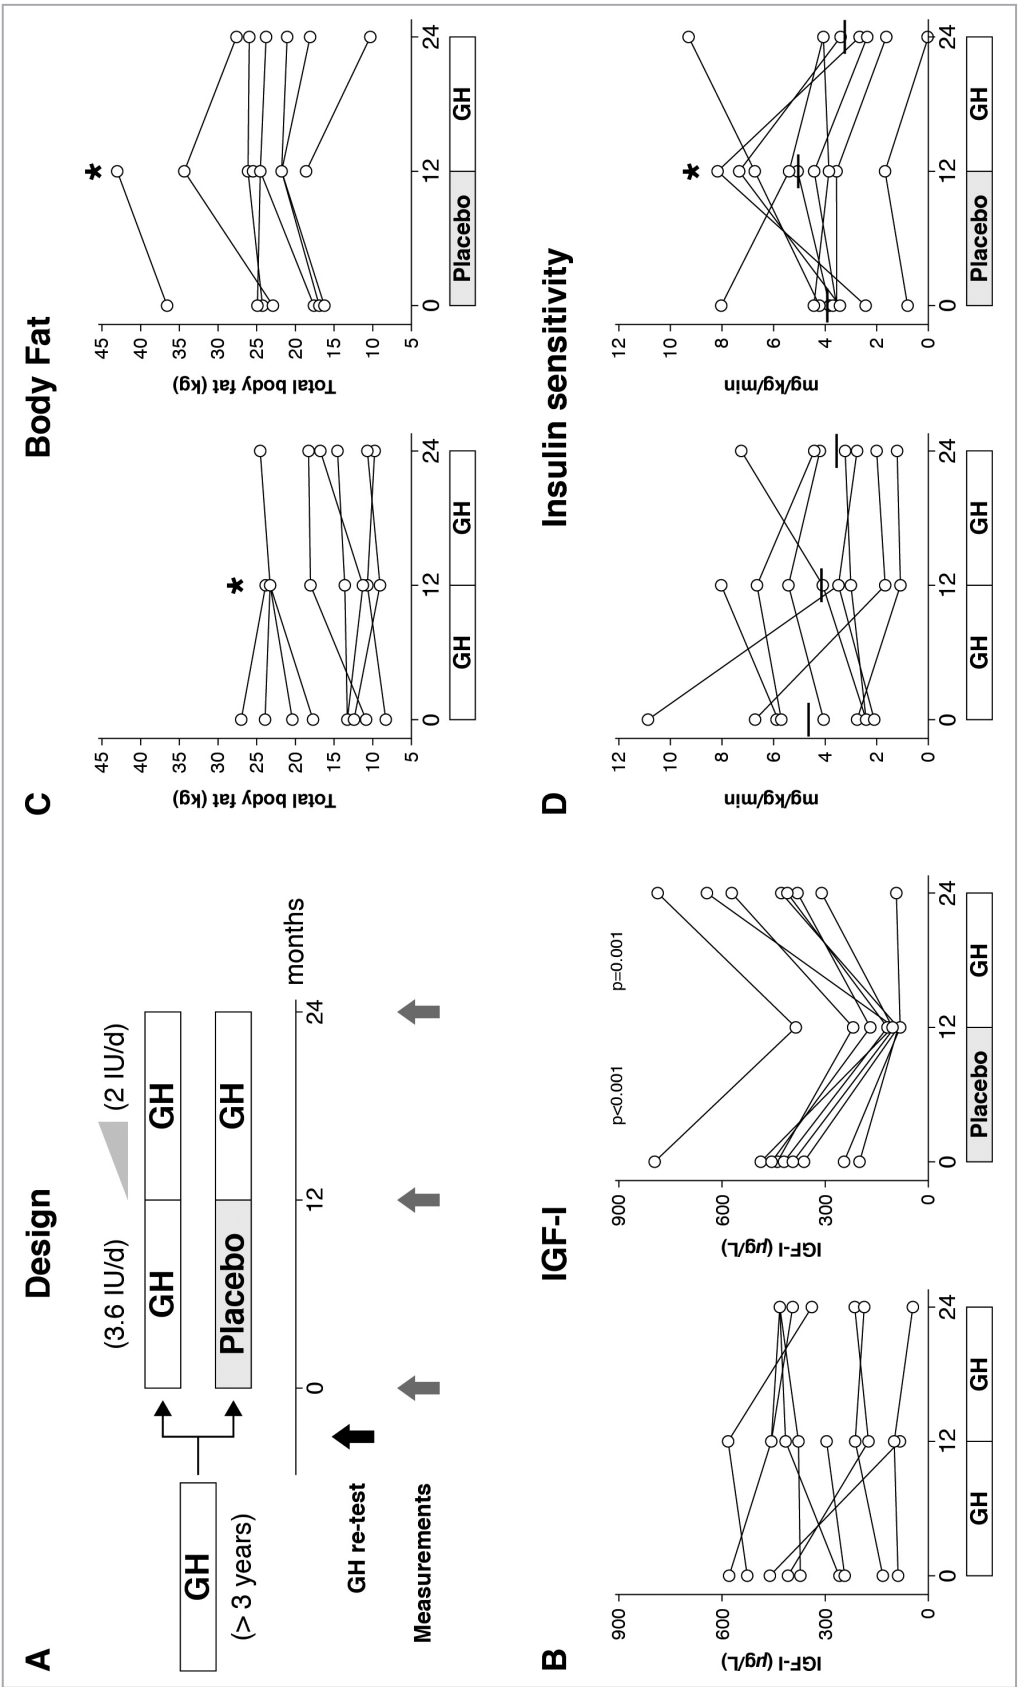 A
Design
(3.6 IU/d)
(2 IU/d)
GH
GH
GH
Placebo
GH
(> 3 years)
0
12
24
months
GH re-test
Measurements
B
IGF-I
900
600
300
0
IGF-I (µg/L)
0
12
24
GH
GH
p<0.001
p=0.001
900
600
300
0
IGF-I (µg/L)
0
12
24
Placebo
GH
C
Body Fat
45
40
35
30
25
20
15
10
5
Total body fat (kg)
*
0
12
24
GH
GH
45
40
35
30
25
20
15
10
5
Total body fat (kg)
*
0
12
24
Placebo
GH
D
Insulin sensitivity
12
10
8
6
4
2
0
mg/kg/min
0
12
24
GH
GH
12
10
8
6
4
2
0
mg/kg/min
*
0
12
24
Placebo
GH